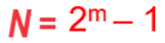 N = 2ᵐ – 1